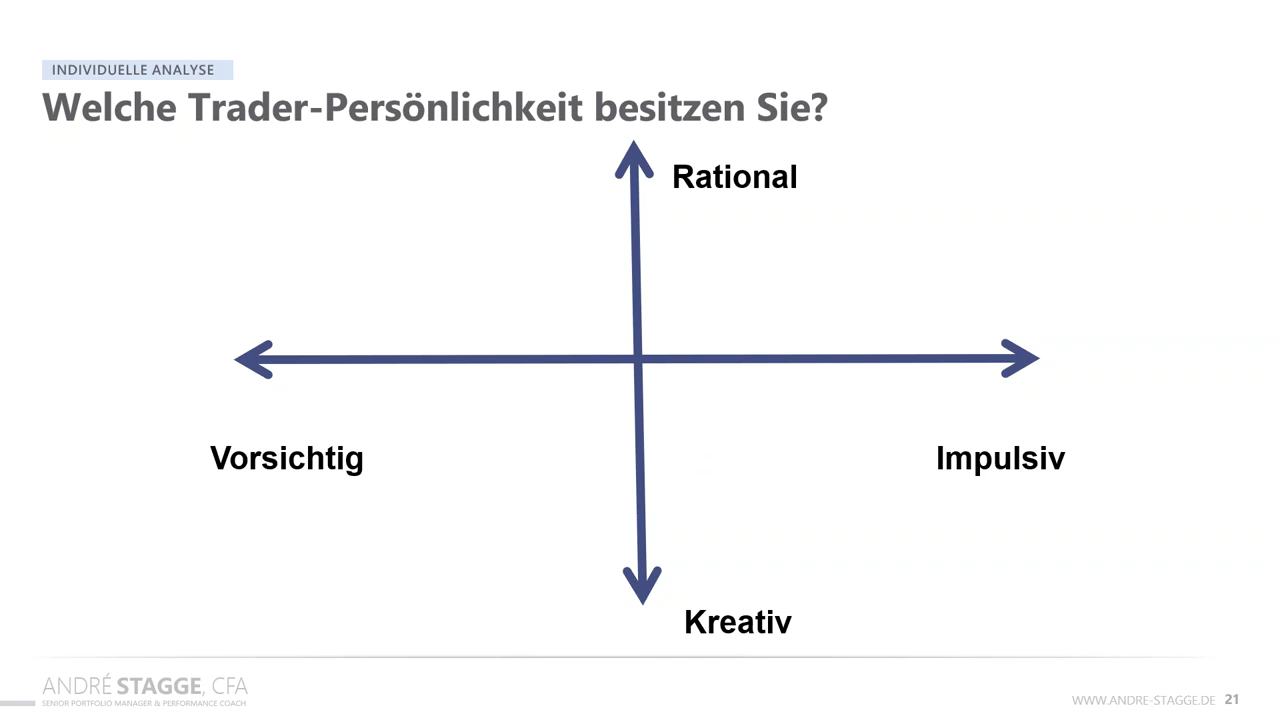 INDIVIDUELLE ANALYSE
Welche Trader-Persönlichkeit besitzen Sie?
Rational
Vorsichtig
Impulsiv
Kreativ
ANDRÉ STAGGE, CFA
SENIOR PORTFOLIO MANAGER & PERFORMANCE COACH
WWW.ANDRE-STAGGE.DE 21